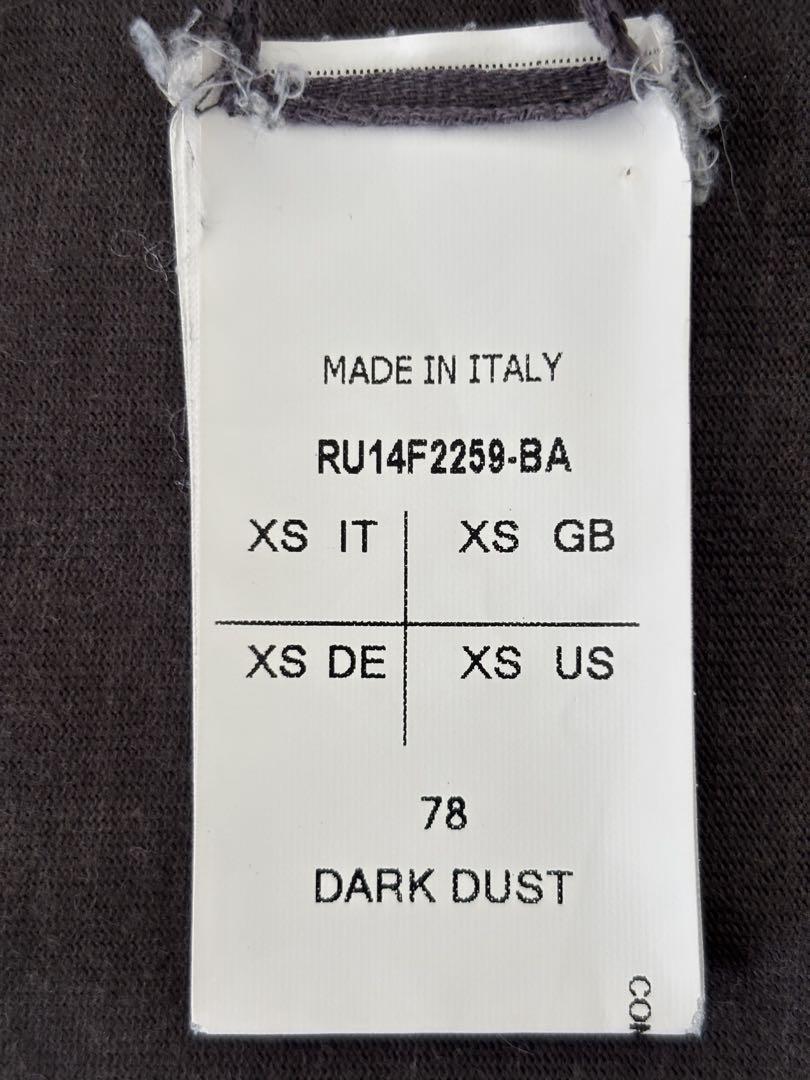 MADE IN ITALY
RU14F2259-BA
XS IT XS GB
XS DE XS US
78
DARK DUST